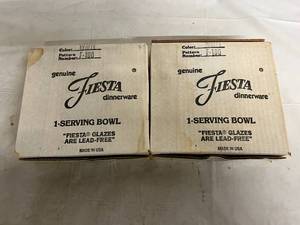 Color:
Pattern
Number:
genuine
FIESTA®
dinnerware
1-SERVING BOWL
"FIESTA® GLAZES
ARE LEAD-FREE"
MADE IN USA
Color:
Pattern
Number:
genuine
FIESTA®
dinnerware
1-SERVING BOWL
"FIESTA® GLAZES
ARE LEAD-FREE"
MADE IN USA